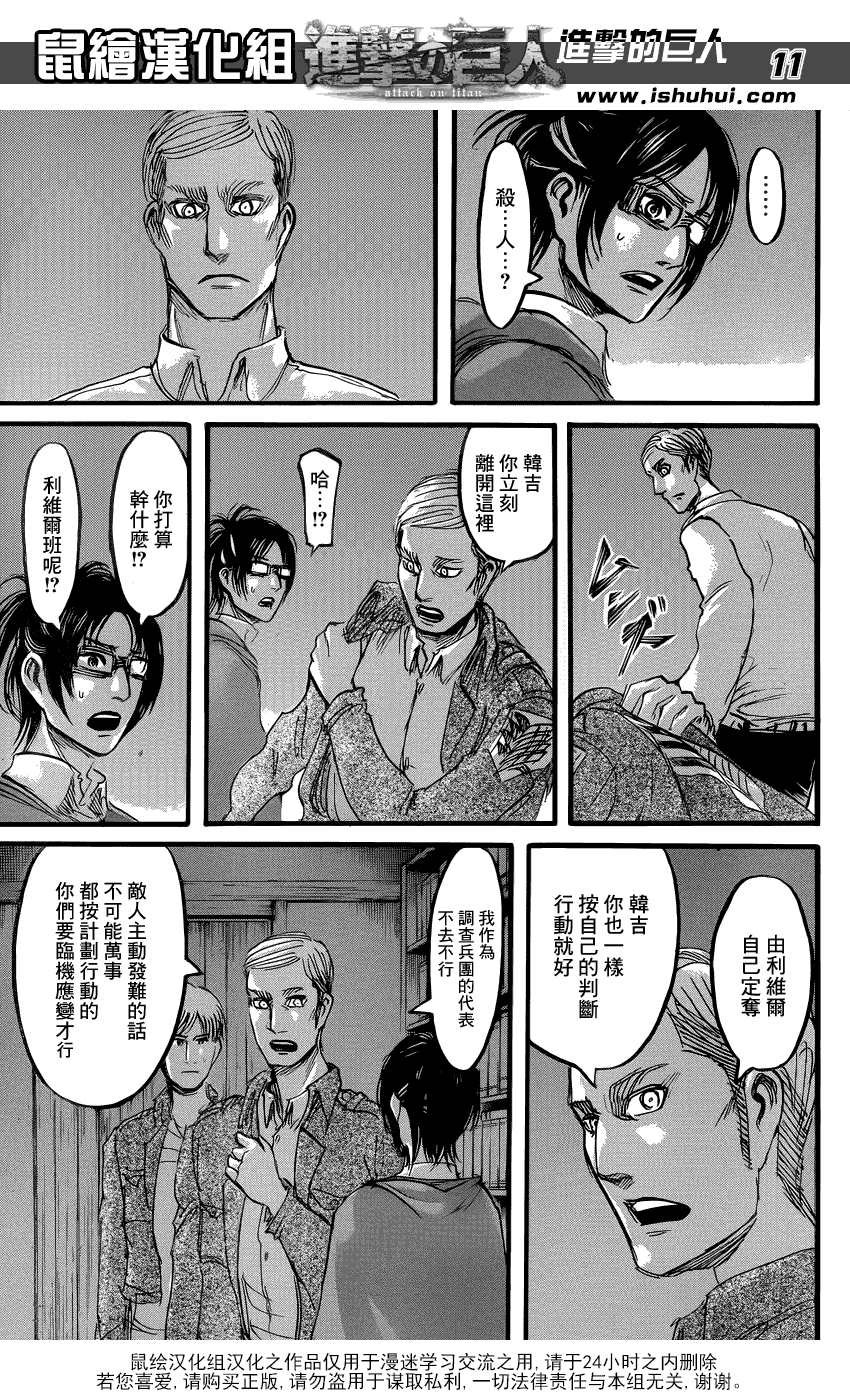 鼠繪漢化組
進撃の巨人
attack on titan
進擊的巨人
11
www.ishuhui.com
……
殺…人…?
韓吉
你立刻
離開這裡
哈…!?
你打算
幹什麼!?
利維爾班呢!?
由利維爾
自己定奪
韓吉
你也一樣
按自己的判斷
行動就好
我作為
調查兵團的代表
不去不行
敵人主動發難的話
不可能萬事
都按計劃行動的
你們要臨機應變才行
鼠绘汉化组汉化之作品仅用于漫迷学习交流之用,请于24小时之内删除
若您喜爱,请购买正版,请勿盗用于谋取私利,一切法律责任与本组无关,谢谢。